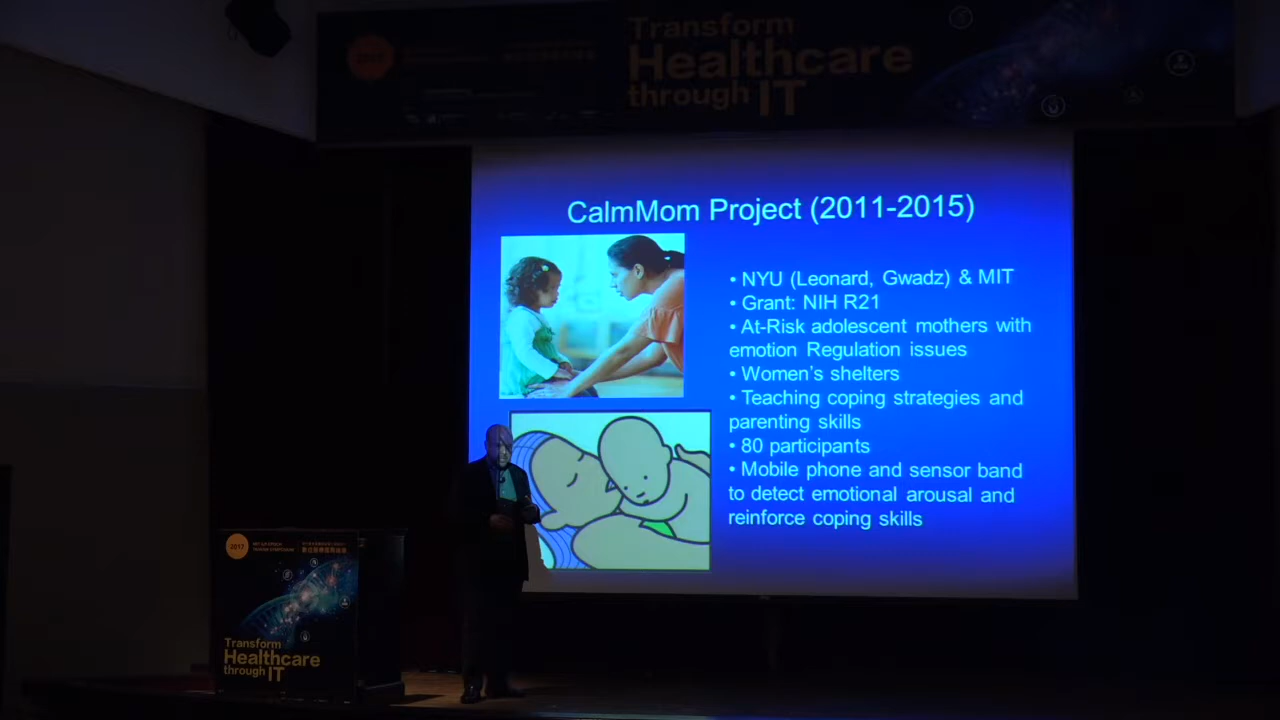 2017
Transform
Healthcare
through IT
CalmMom Project (2011-2015)
• NYU (Leonard, Gwadz) & MIT
• Grant: NIH R21
• At-Risk adolescent mothers with
emotion Regulation issues
• Women's shelters
• Teaching coping strategies and
parenting skills
• 80 participants
• Mobile phone and sensor band
to detect emotional arousal and
reinforce coping skills
2017
Transform
Healthcare
through IT